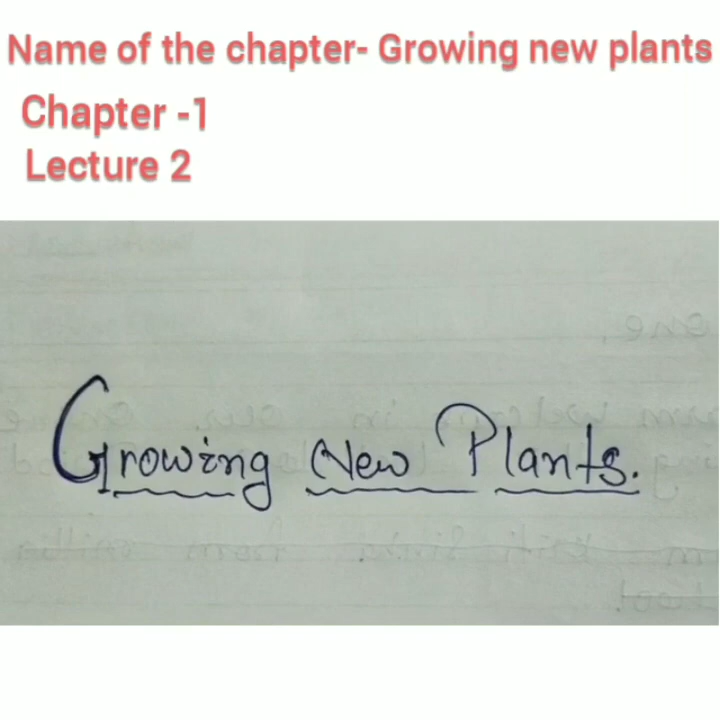 Name of the chapter- Growing new plants
Chapter -1
Lecture 2
Growing New Plants.